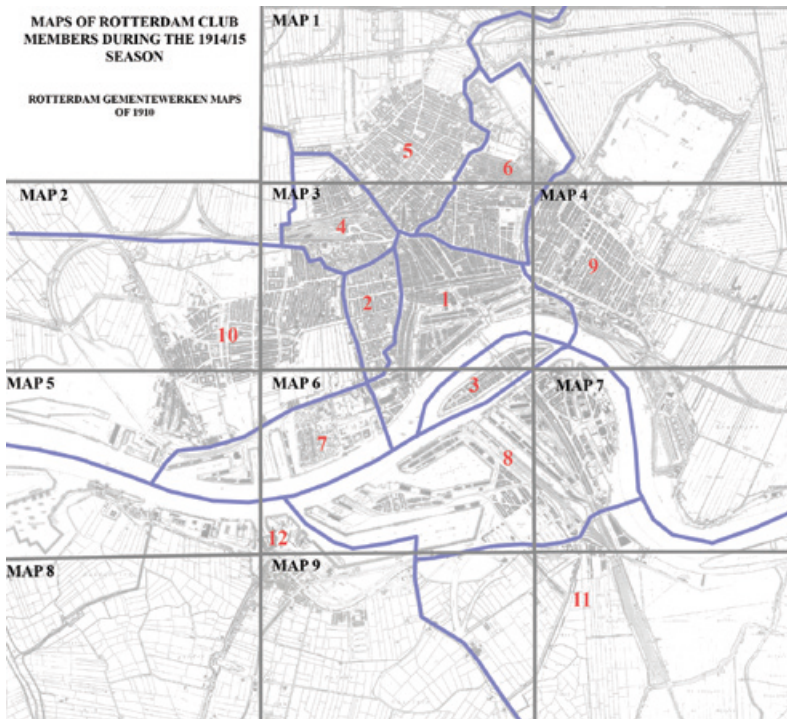 MAPS OF ROTTERDAM CLUB
MEMBERS DURING THE 1914/15
SEASON
ROTTERDAM GEMENTEWERKEN MAPS
OF 1910
MAP 1
5
6
MAP 2
MAP 3
MAP 4
4
9
2
1
10
MAP 5
MAP 6
3
MAP 7
7
8
12
MAP 8
MAP 9
11